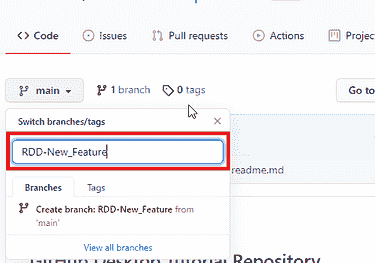 Code Issues Pull requests Actions Projec
main 1 branch 0 tags Go to
Switch branches/tags
RDD-New_Feature
readme.md
Branches Tags
Create branch: RDD-New_Feature from
'main'
View all branches
GitHub Desktop Tutorial Repository